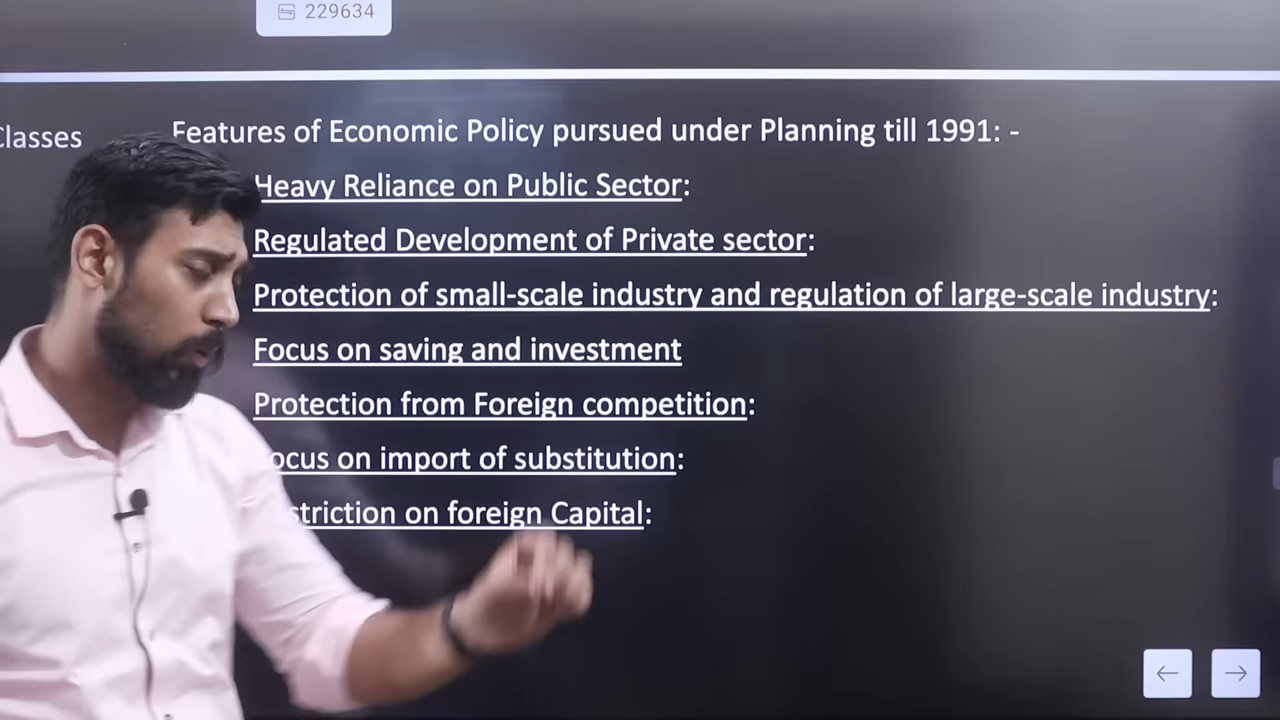 229634
Classes
Features of Economic Policy pursued under Planning till 1991: -
Heavy Reliance on Public Sector:
Regulated Development of Private sector:
Protection of small-scale industry and regulation of large-scale industry:
Focus on saving and investment
Protection from Foreign competition:
ocus on import of substitution:
striction on foreign Capital: